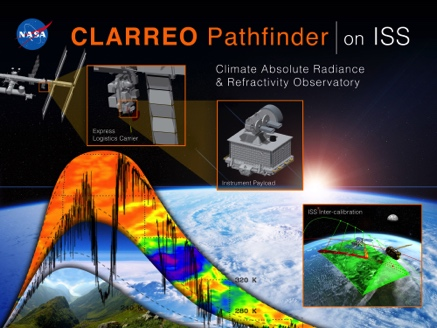 NASA
CLARREO Pathfinder on ISS
Climate Absolute Radiance
& Refractivity Observatory
Express
Logistics Carrier
Instrument Payload
ISS Inter-calibration
320 K
280 K